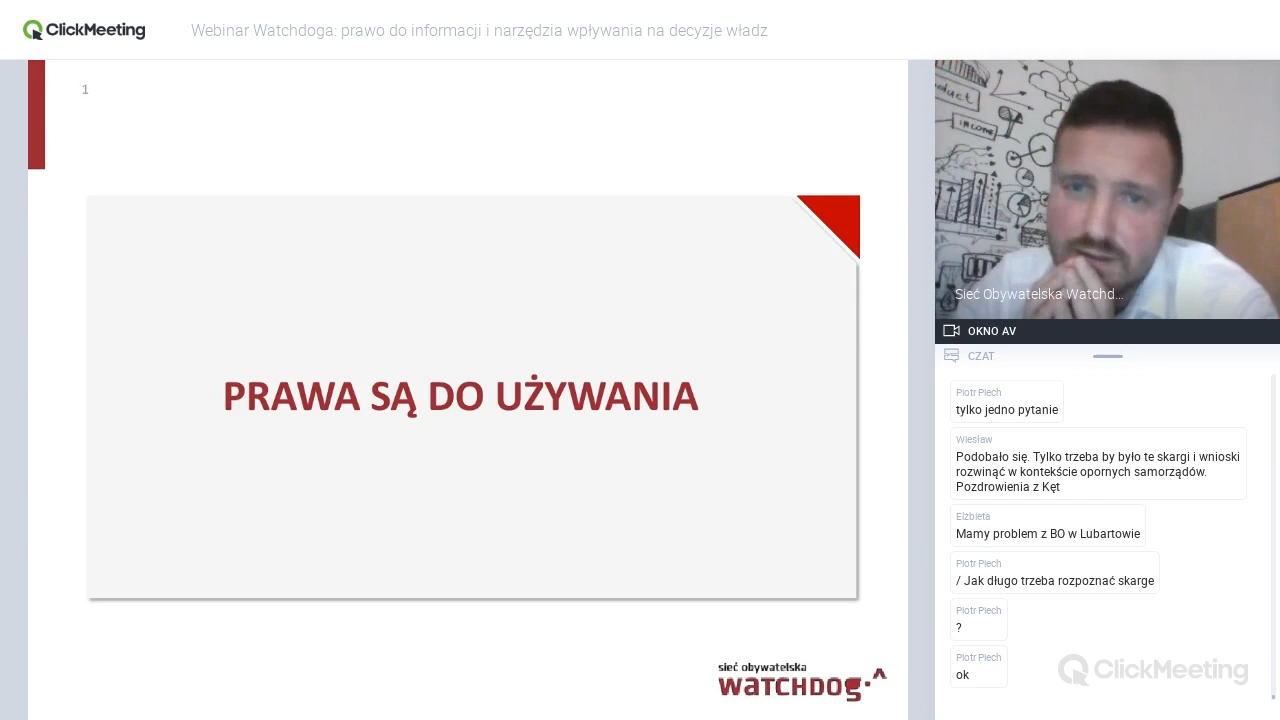 ClickMeeting
Webinar Watchdoga: prawo do informacji i narzędzia wpływania na decyzje władz
1
PRAWA SĄ DO UŻYWANIA
sieć obywatelska
WATCHDOG
duct
INCOME
Sieć Obywatelska Watchd...
OKNO AV
CZAT
Piotr Piech
tylko jedno pytanie
Wiesław
Podobało się. Tylko trzeba by było te skargi i wnioski
rozwinąć w kontekście opornych samorządów.
Pozdrowienia z Kęt
Elżbieta
Mamy problem z BO w Lubartowie
Piotr Piech
/ Jak długo trzeba rozpoznać skarge
Piotr Piech
?
Piotr Piech
ok
ClickMeeting